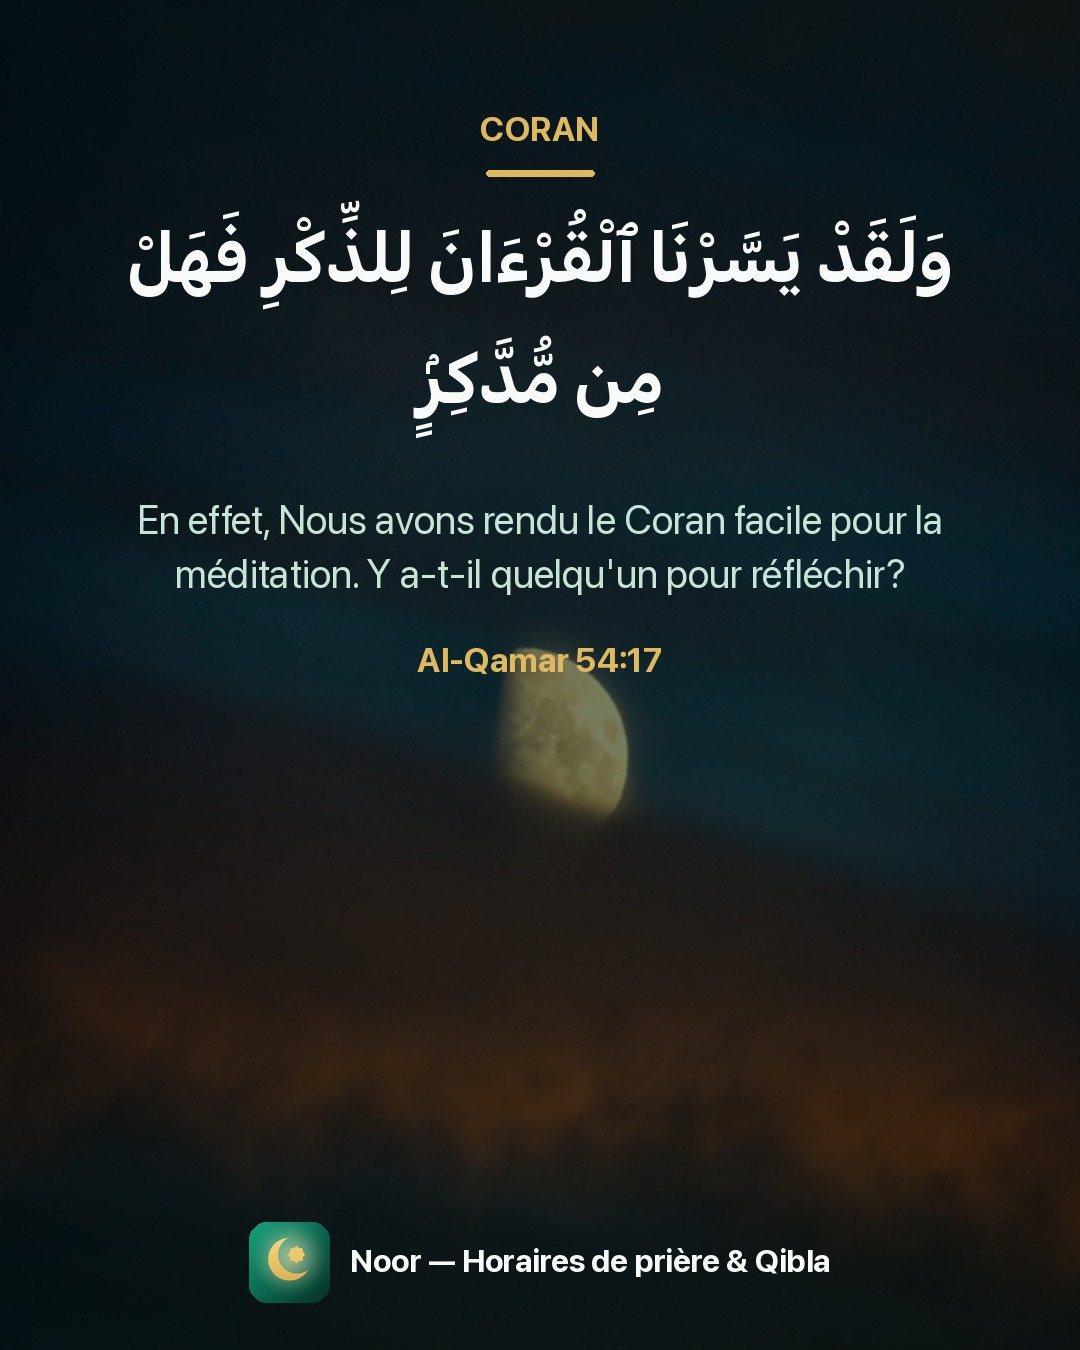 CORAN
وَلَقَدْ يَسَّرْنَا ٱلْقُرْءَانَ لِلذِّكْرِ فَهَلْ
مِن مُّدَّكِرٍۢ
En effet, Nous avons rendu le Coran facile pour la
méditation. Y a-t-il quelqu'un pour réfléchir?
Al-Qamar 54:17
Noor — Horaires de prière & Qibla